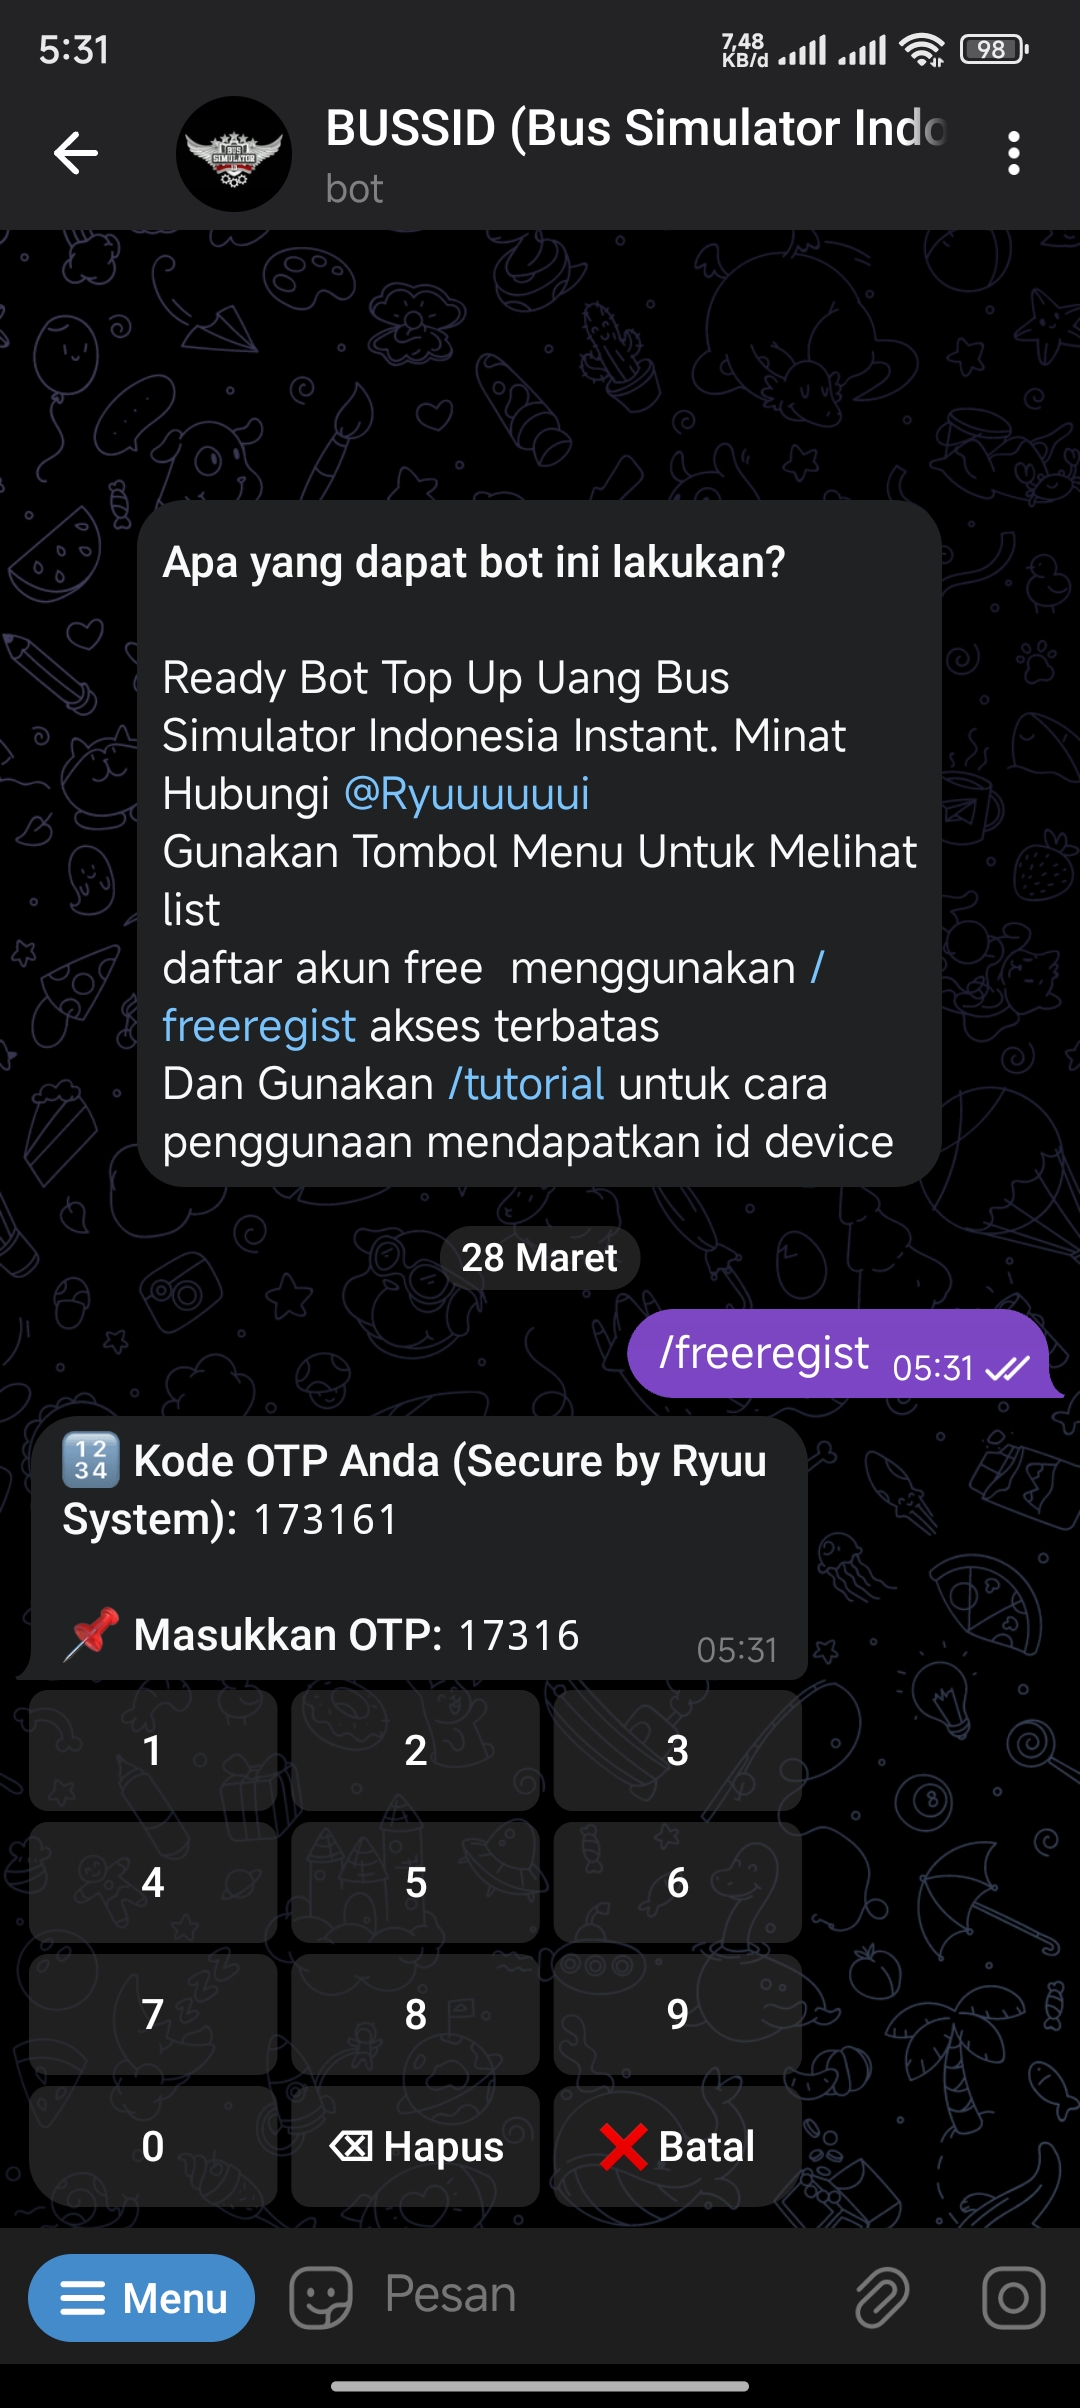 5:31
7,48
KB/d
98
BUS
SIMULATOR
BUSSID (Bus Simulator Indo
bot
Apa yang dapat bot ini lakukan?
Ready Bot Top Up Uang Bus
Simulator Indonesia Instant. Minat
Hubungi @Ryuuuuuui
Gunakan Tombol Menu Untuk Melihat
list
daftar akun free  menggunakan /
freeregist akses terbatas
Dan Gunakan /tutorial untuk cara
penggunaan mendapatkan id device
28 Maret
/freeregist 05:31
🔢 Kode OTP Anda (Secure by Ryuu
System): 173161
📌 Masukkan OTP: 17316
05:31
1 2 3
4 5 6
7 8 9
0 ⌫ Hapus ❌ Batal
Menu Pesan